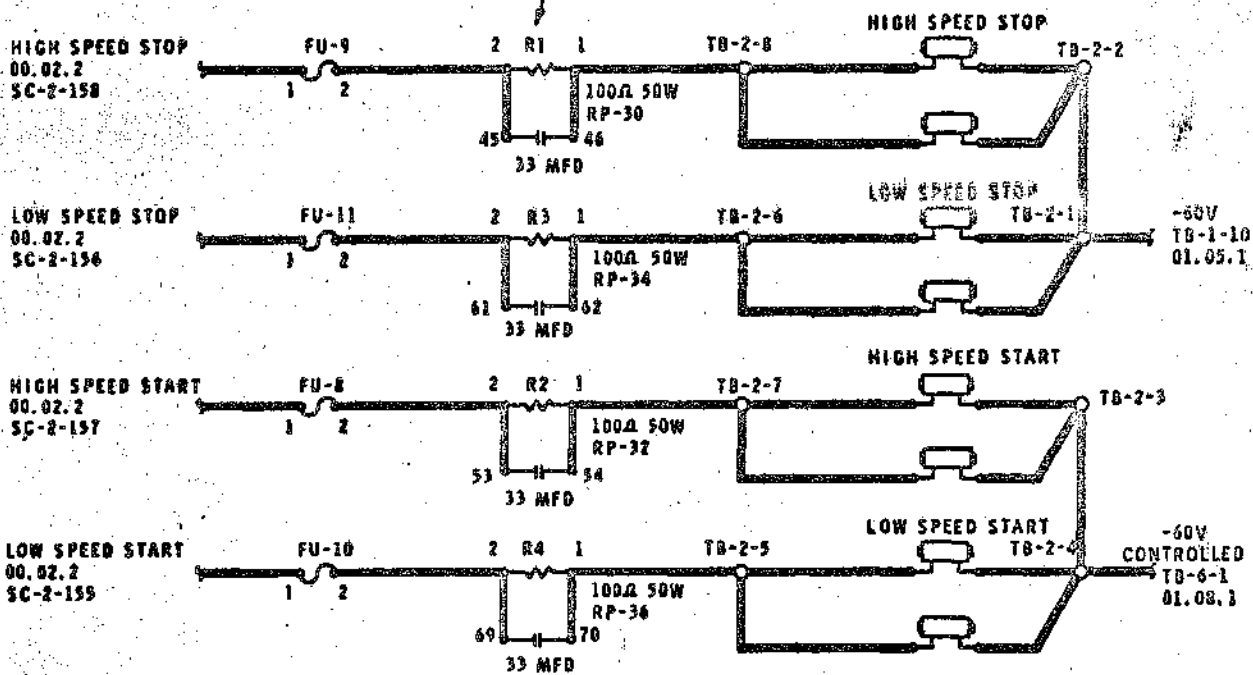 HIGH SPEED STOP
HIGH SPEED STOP
00.02.2
SC-2-158
FU-9
1 2
2 R1 1
100Ω 50W
RP-30
45 46
33 MFD
TB-2-8
TB-2-2
LOW SPEED STOP
LOW SPEED STOP
00.02.2
SC-2-156
FU-11
1 2
2 R3 1
100Ω 50W
RP-34
61 62
33 MFD
TB-2-6
TB-2-1
-60V
TB-1-10
01.05.1
HIGH SPEED START
HIGH SPEED START
00.02.2
SC-2-157
FU-8
1 2
2 R2 1
100Ω 50W
RP-32
53 54
33 MFD
TB-2-7
TB-2-3
LOW SPEED START
LOW SPEED START
00.02.2
SC-2-155
FU-10
1 2
2 R4 1
100Ω 50W
RP-36
69 70
33 MFD
TB-2-5
TB-2-4
-60V
CONTROLLED
TB-6-1
01.08.1